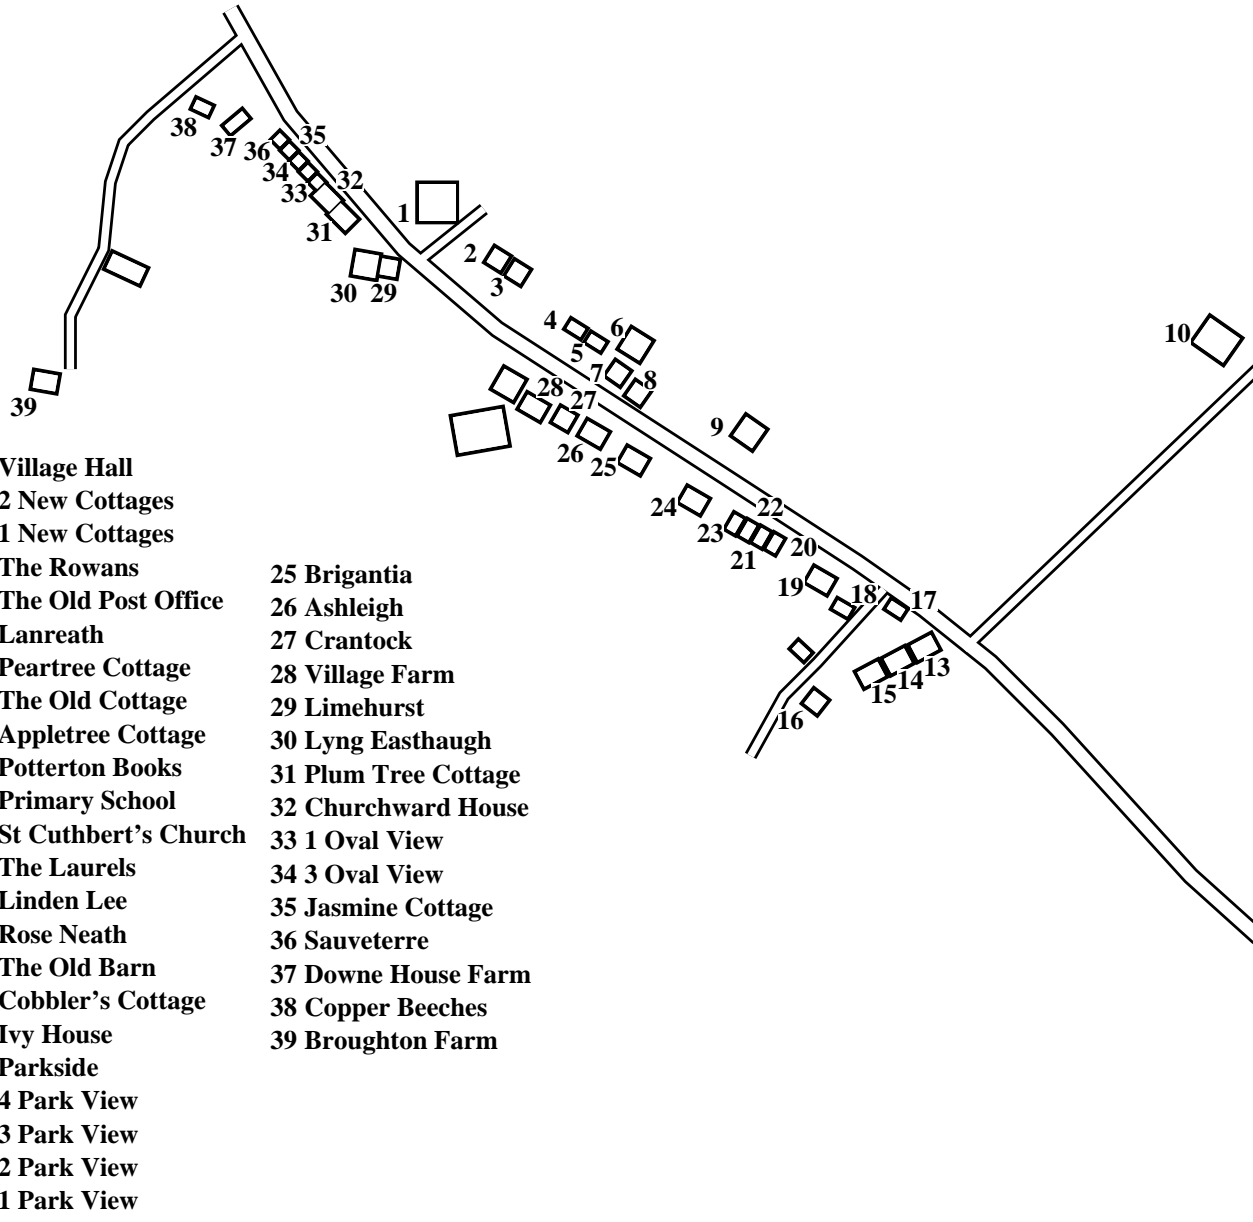 35
38
37
36
34
32
33
1
31
2
3
30
29
4
6
5
10
7
8
28
27
39
9
26
25
24
22
23
21
20
19
18
17
13
14
15
16
Village Hall
2 New Cottages
1 New Cottages
The Rowans
The Old Post Office
Lanreath
Peartree Cottage
The Old Cottage
Appletree Cottage
Potterton Books
Primary School
St Cuthbert's Church
The Laurels
Linden Lee
Rose Neath
The Old Barn
Cobbler's Cottage
Ivy House
Parkside
4 Park View
3 Park View
2 Park View
1 Park View
25 Brigantia
26 Ashleigh
27 Crantock
28 Village Farm
29 Limehurst
30 Lyng Easthaugh
31 Plum Tree Cottage
32 Churchward House
33 1 Oval View
34 3 Oval View
35 Jasmine Cottage
36 Sauveterre
37 Downe House Farm
38 Copper Beeches
39 Broughton Farm